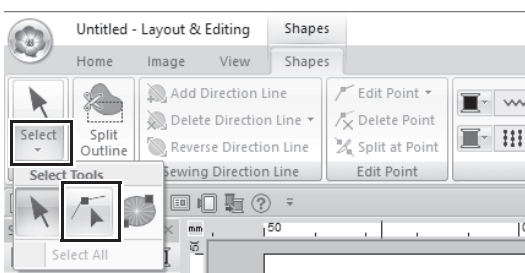 Untitled - Layout & Editing Shapes
Home Image View Shapes
Add Direction Line
Delete Direction Line
Reverse Direction Line
Edit Point
Delete Point
Split at Point
Select
Split
Outline
Sewing Direction Line
Edit Point
Select Tools
Select All
mm
50